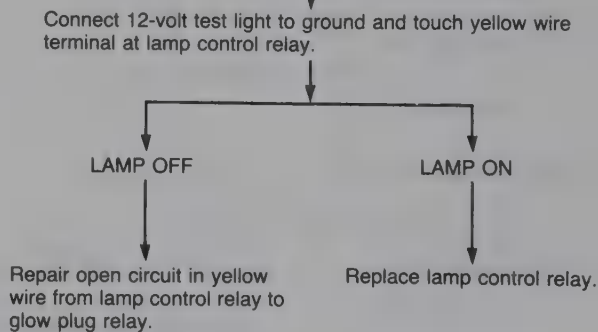 Connect 12-volt test light to ground and touch yellow wire
terminal at lamp control relay.
LAMP OFF
LAMP ON
Repair open circuit in yellow
wire from lamp control relay to
glow plug relay.
Replace lamp control relay.